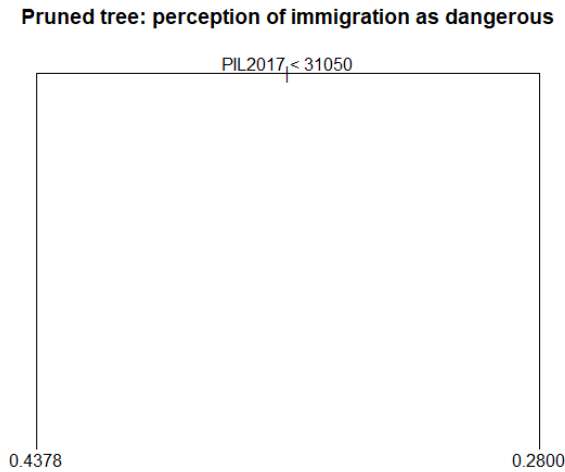 Pruned tree: perception of immigration as dangerous
PIL2017 < 31050
0.4378 0.2800